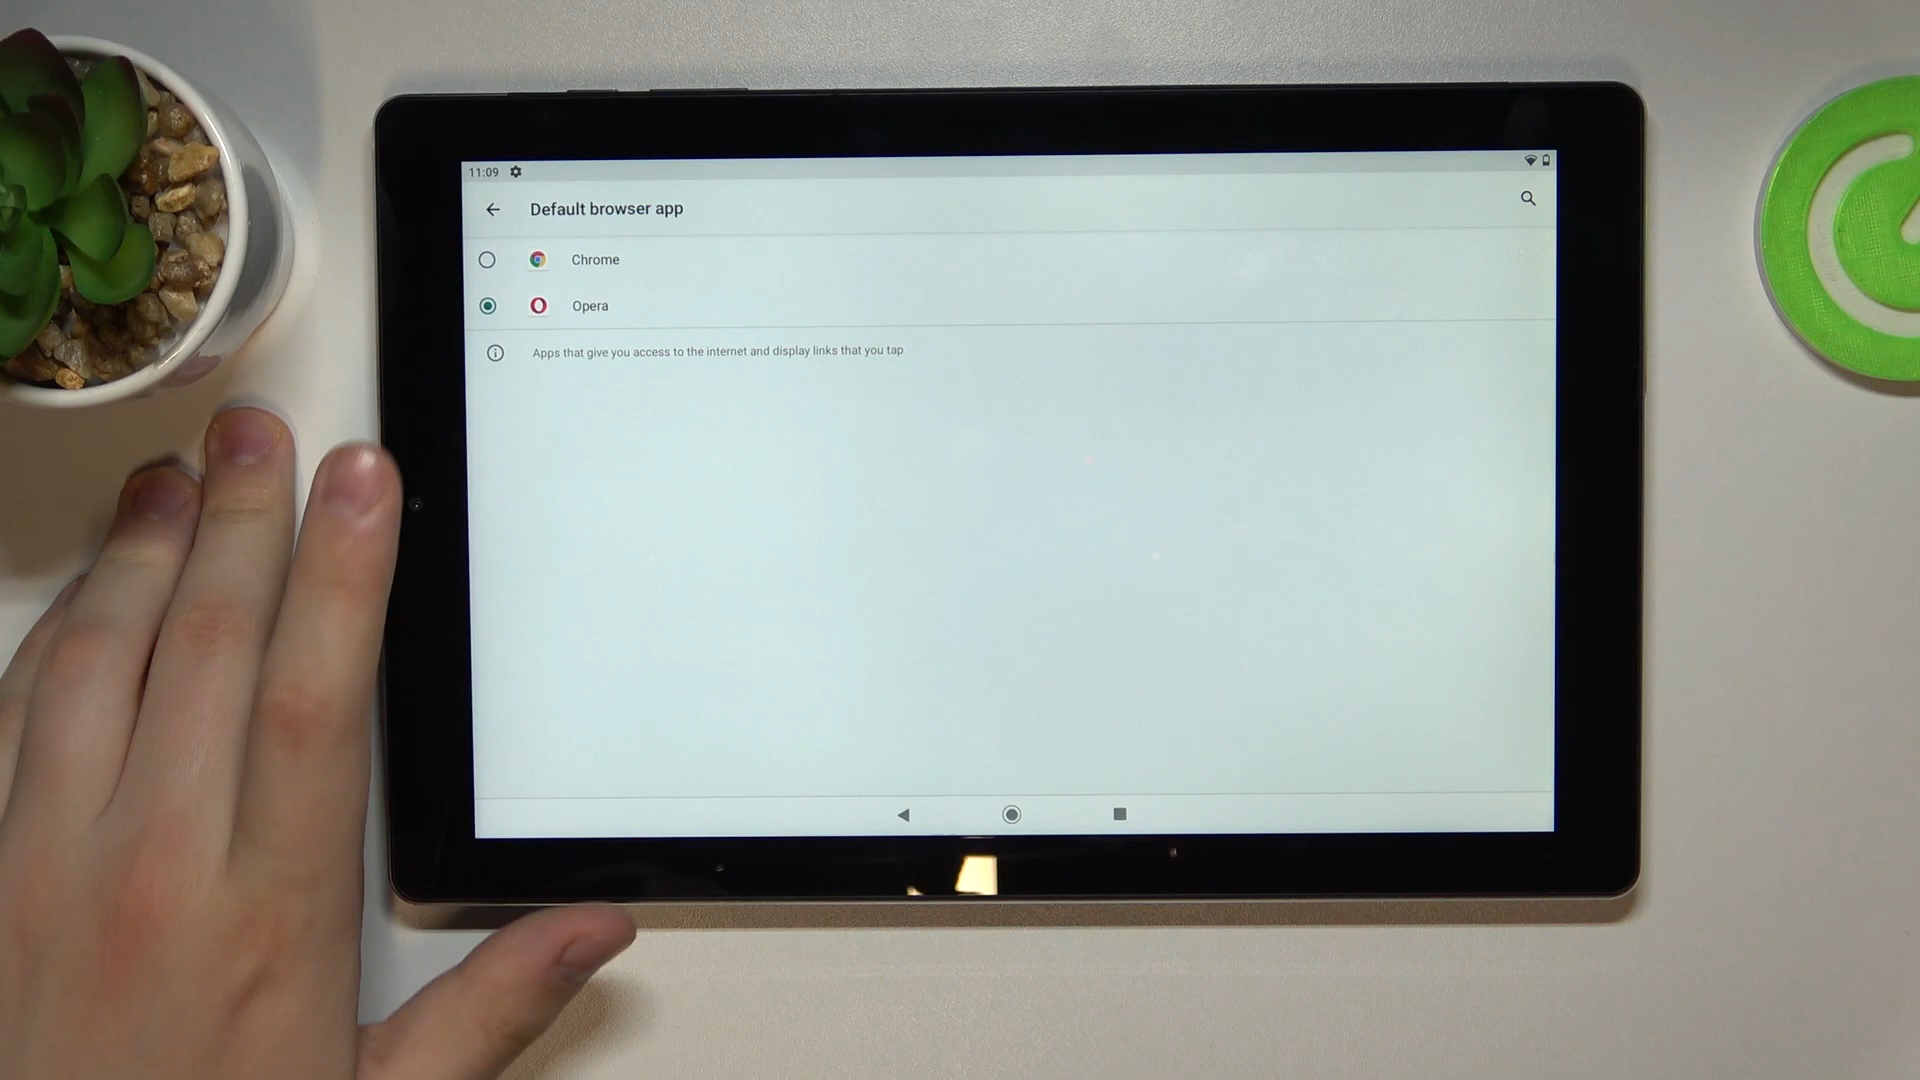 11:09
Default browser app
Chrome
Opera
Apps that give you access to the internet and display links that you tap